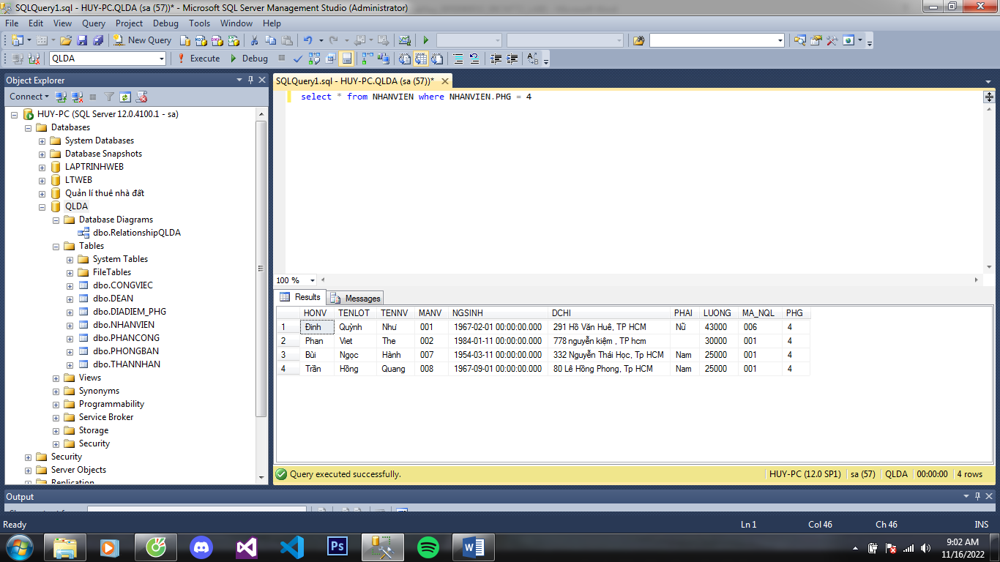 SQLQuery1.sql - HUY-PC.QLDA (sa (57))* - Microsoft SQL Server Management Studio (Administrator)
File Edit View Query Project Debug Tools Window Help
New Query
QLDA Execute Debug
Object Explorer
Connect
HUY-PC (SQL Server 12.0.4100.1 - sa)
Databases
System Databases
Database Snapshots
LAPTRINHWEB
LTWEB
Quản lí thuê nhà đất
QLDA
Database Diagrams
dbo.RelationshipQLDA
Tables
System Tables
FileTables
dbo.CONGVIEC
dbo.DEAN
dbo.DIADIEM_PHG
dbo.NHANVIEN
dbo.PHANCONG
dbo.PHONGBAN
dbo.THANNHAN
Views
Synonyms
Programmability
Service Broker
Storage
Security
Security
Server Objects
Replication
SQLQuery1.sql - HUY-PC.QLDA (sa (57))*
select * from NHANVIEN where NHANVIEN.PHG = 4
100 %
Results Messages
HONV TENLOT TENNV MANV NGSINH DCHI PHAI LUONG MA_NQL PHG
1 Đinh Quỳnh Như 001 1967-02-01 00:00:00.000 291 Hồ Văn Huê, TP HCM Nữ 43000 006 4
2 Phan Viet The 002 1984-01-11 00:00:00.000 778 nguyễn kiệm , TP hcm 30000 001 4
3 Bùi Ngọc Hành 007 1954-03-11 00:00:00.000 332 Nguyễn Thái Học, Tp HCM Nam 25000 001 4
4 Trần Hồng Quang 008 1967-09-01 00:00:00.000 80 Lê Hồng Phong, Tp HCM Nam 25000 001 4
Query executed successfully. HUY-PC (12.0 SP1) sa (57) QLDA 00:00:00 4 rows
Output
Ready Ln 1 Col 46 Ch 46 INS
Ps
W
9:02 AM
11/16/2022